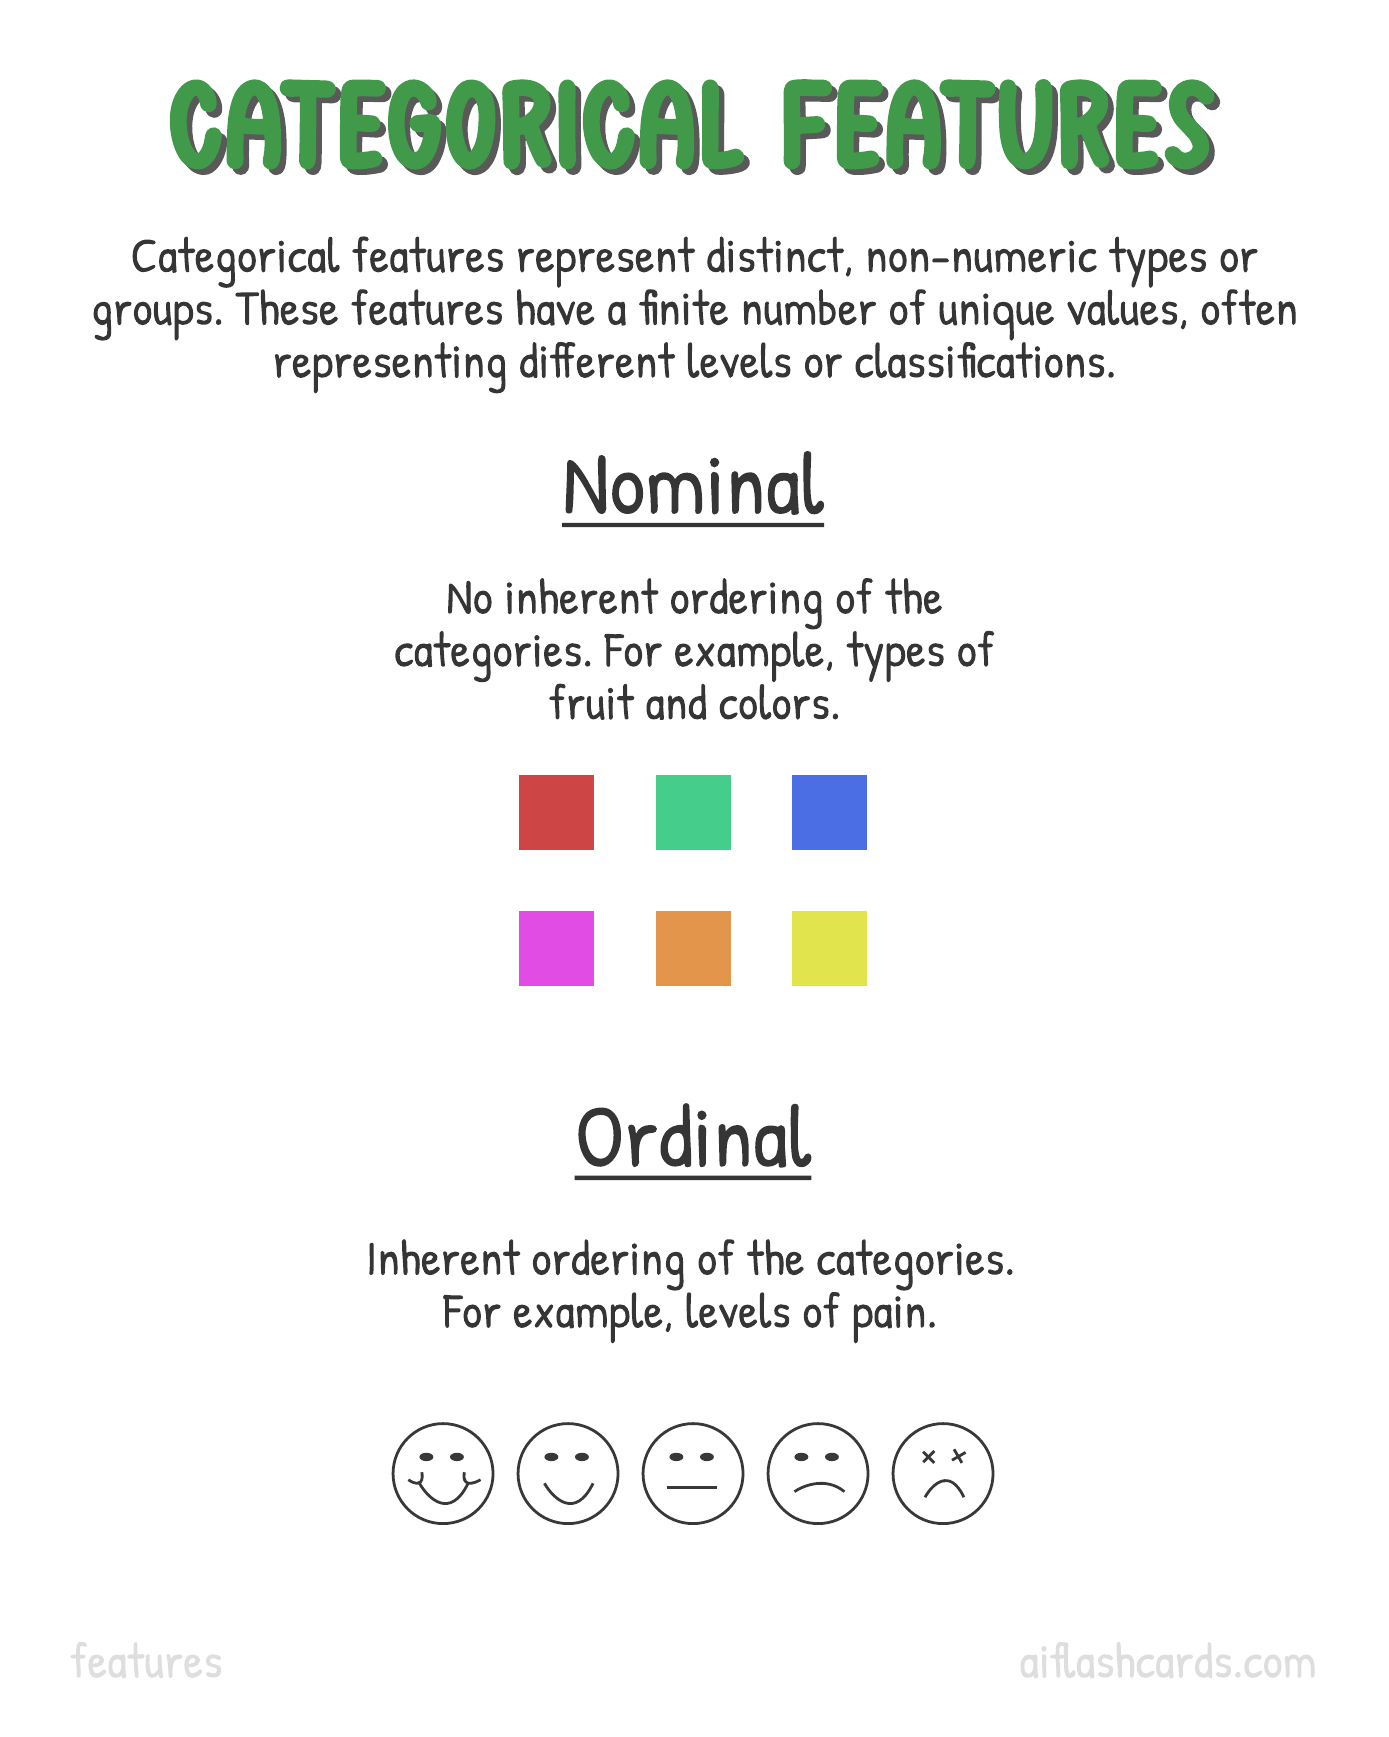 CATEGORICAL FEATURES
Categorical features represent distinct, non-numeric types or
groups. These features have a finite number of unique values, often
representing different levels or classifications.
Nominal
No inherent ordering of the
categories. For example, types of
fruit and colors.
Ordinal
Inherent ordering of the categories.
For example, levels of pain.
features
aiflashcards.com